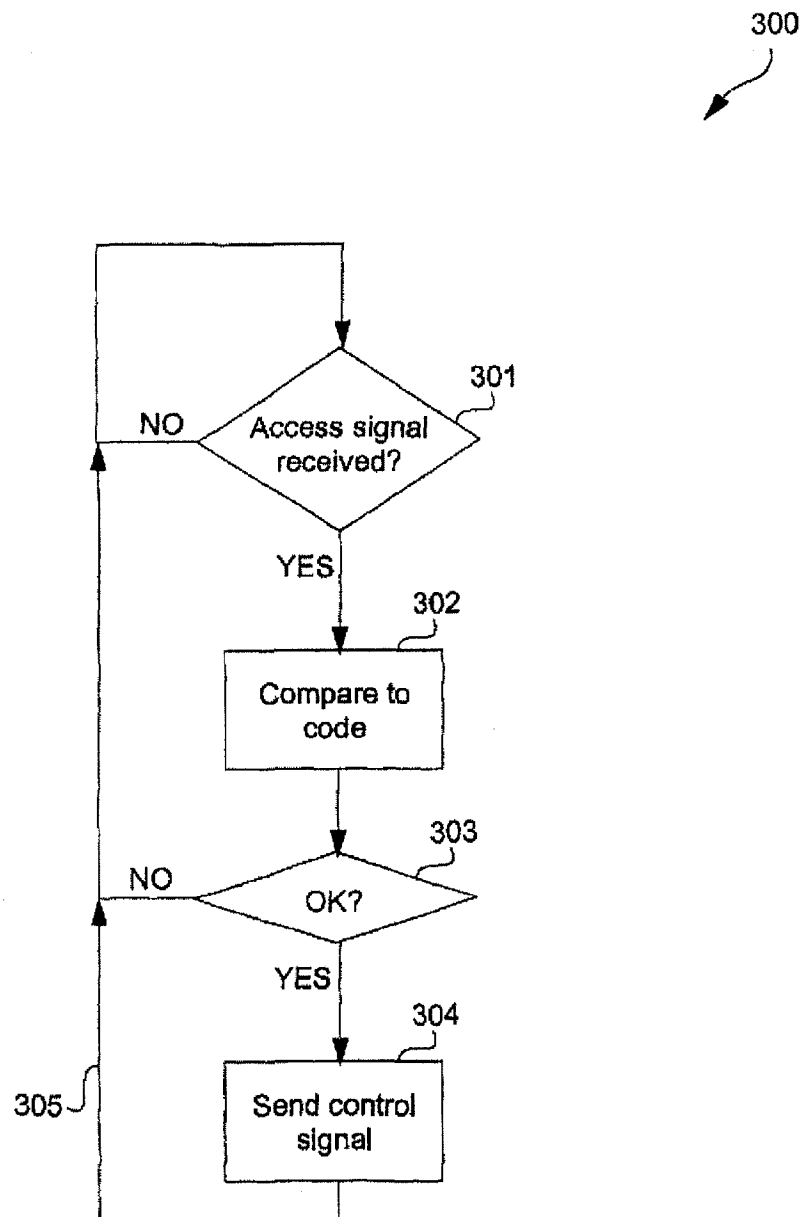 300
301
Access signal
received?
NO
YES
302
Compare to
code
303
OK?
NO
YES
304
Send control
signal
305